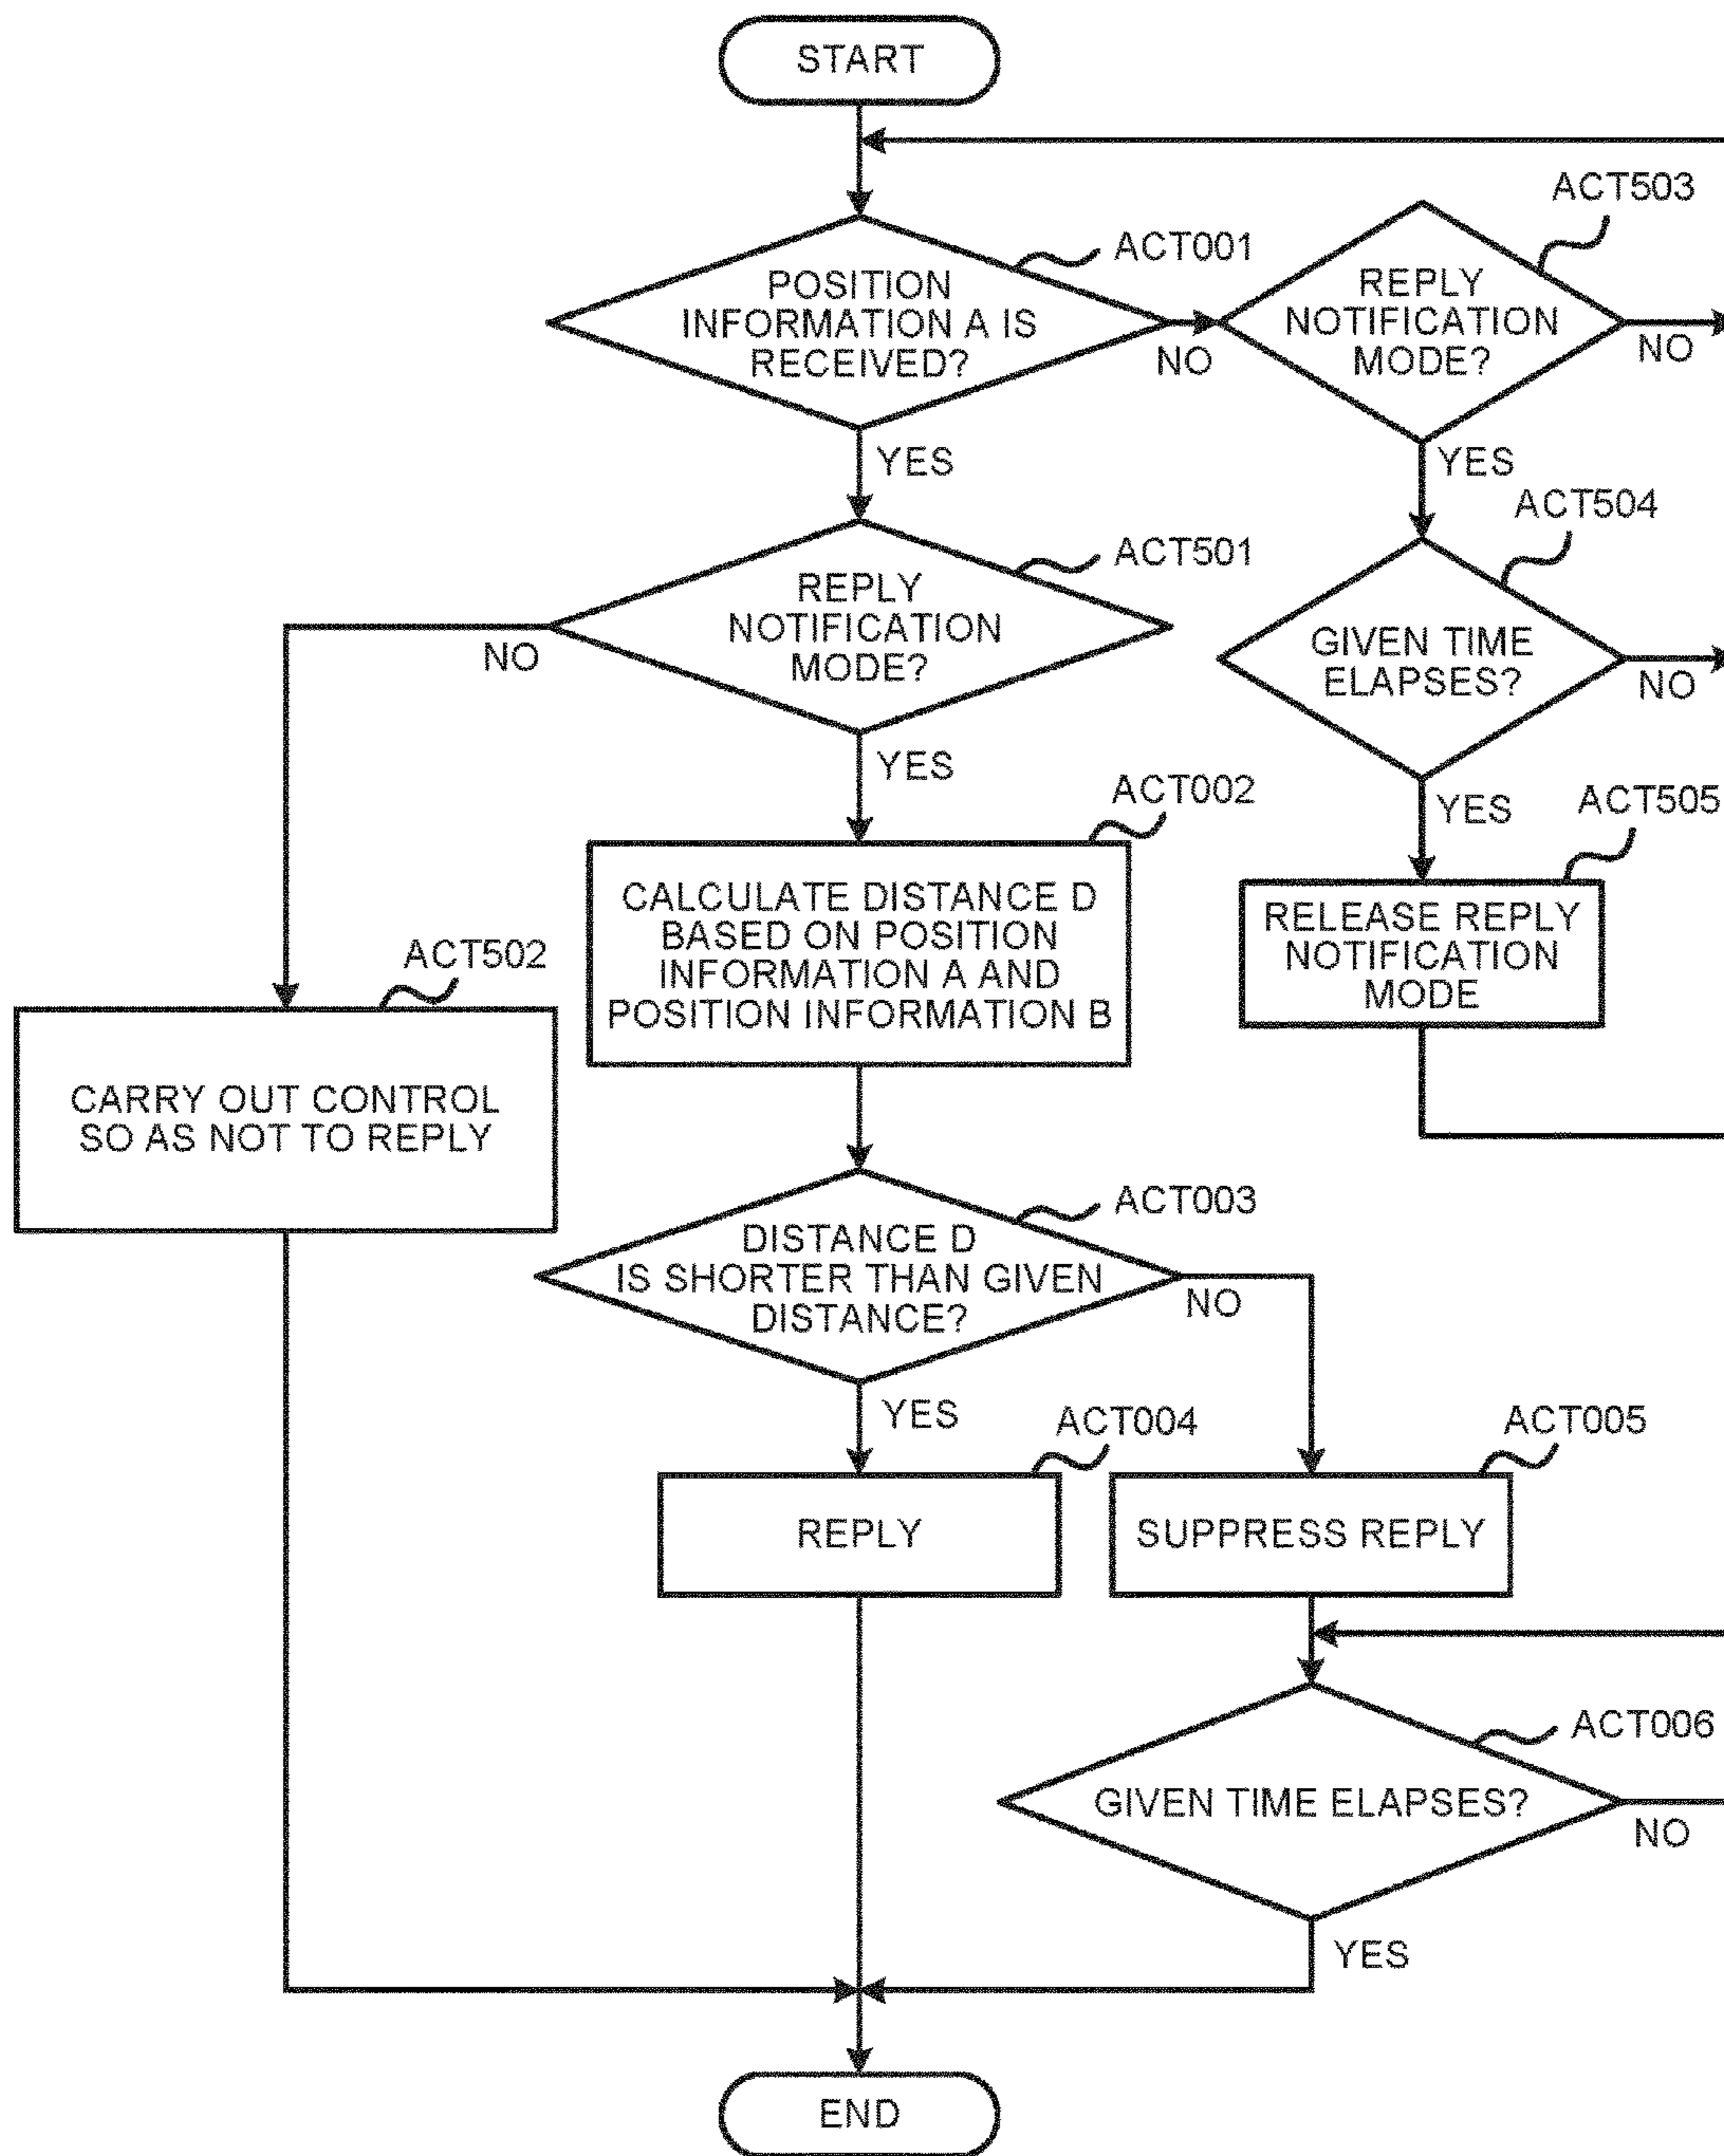 START
ACT001
POSITION
INFORMATION A IS
RECEIVED?
NO
YES
ACT503
REPLY
NOTIFICATION
MODE?
NO
YES
ACT501
REPLY
NOTIFICATION
MODE?
NO
YES
ACT504
GIVEN TIME
ELAPSES?
NO
YES
ACT505
RELEASE REPLY
NOTIFICATION
MODE
ACT002
CALCULATE DISTANCE D
BASED ON POSITION
INFORMATION A AND
POSITION INFORMATION B
ACT502
CARRY OUT CONTROL
SO AS NOT TO REPLY
ACT003
DISTANCE D
IS SHORTER THAN GIVEN
DISTANCE?
NO
YES
ACT004
REPLY
ACT005
SUPPRESS REPLY
ACT006
GIVEN TIME ELAPSES?
NO
YES
END